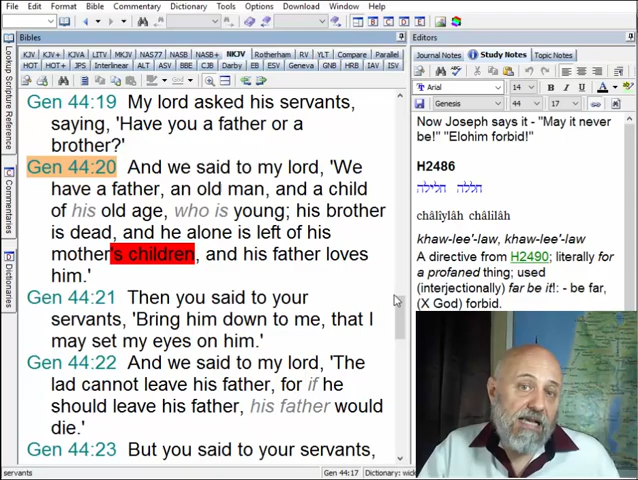 File Edit Bible Dictionary Tools Options Download Window Help
Bibles
Editors
KJV KJV+ KJVA LITV MKJV NAS77 NASB NASB+ NKJV Rotherham RV YLT Compare Parallel
HOT HOT+ JPS Interlinear ALT ASV BBE CJB Darby EB ESV Geneva GNB HRB IAV ISV
Journal Notes Study Notes Topic Notes
Lookup Scripture Reference
Commentaries
Dictionaries
Arial 14
Genesis 44 17
Gen 44:19 My lord asked his servants,
saying, 'Have you a father or a
brother?'
Gen 44:20 And we said to my lord, 'We
have a father, an old man, and a child
of his old age, who is young; his brother
is dead, and he alone is left of his
mother's children, and his father loves
him.'
Gen 44:21 Then you said to your
servants, 'Bring him down to me, that I
may set my eyes on him.'
Gen 44:22 And we said to my lord, 'The
lad cannot leave his father, for if he
should leave his father, his father would
die.'
Gen 44:23 But you said to your servants,
Now Joseph says it - "May it never
be!" "Elohim forbid!"
H2486
חללה חלילה
châlîylâh châlilâh
khaw-lee'-law, khaw-lee'-law
A directive from H2490; literally for
a profaned thing; used
(interjectionally) far be it!: - be far,
(X God) forbid.
servants
Gen 44:17